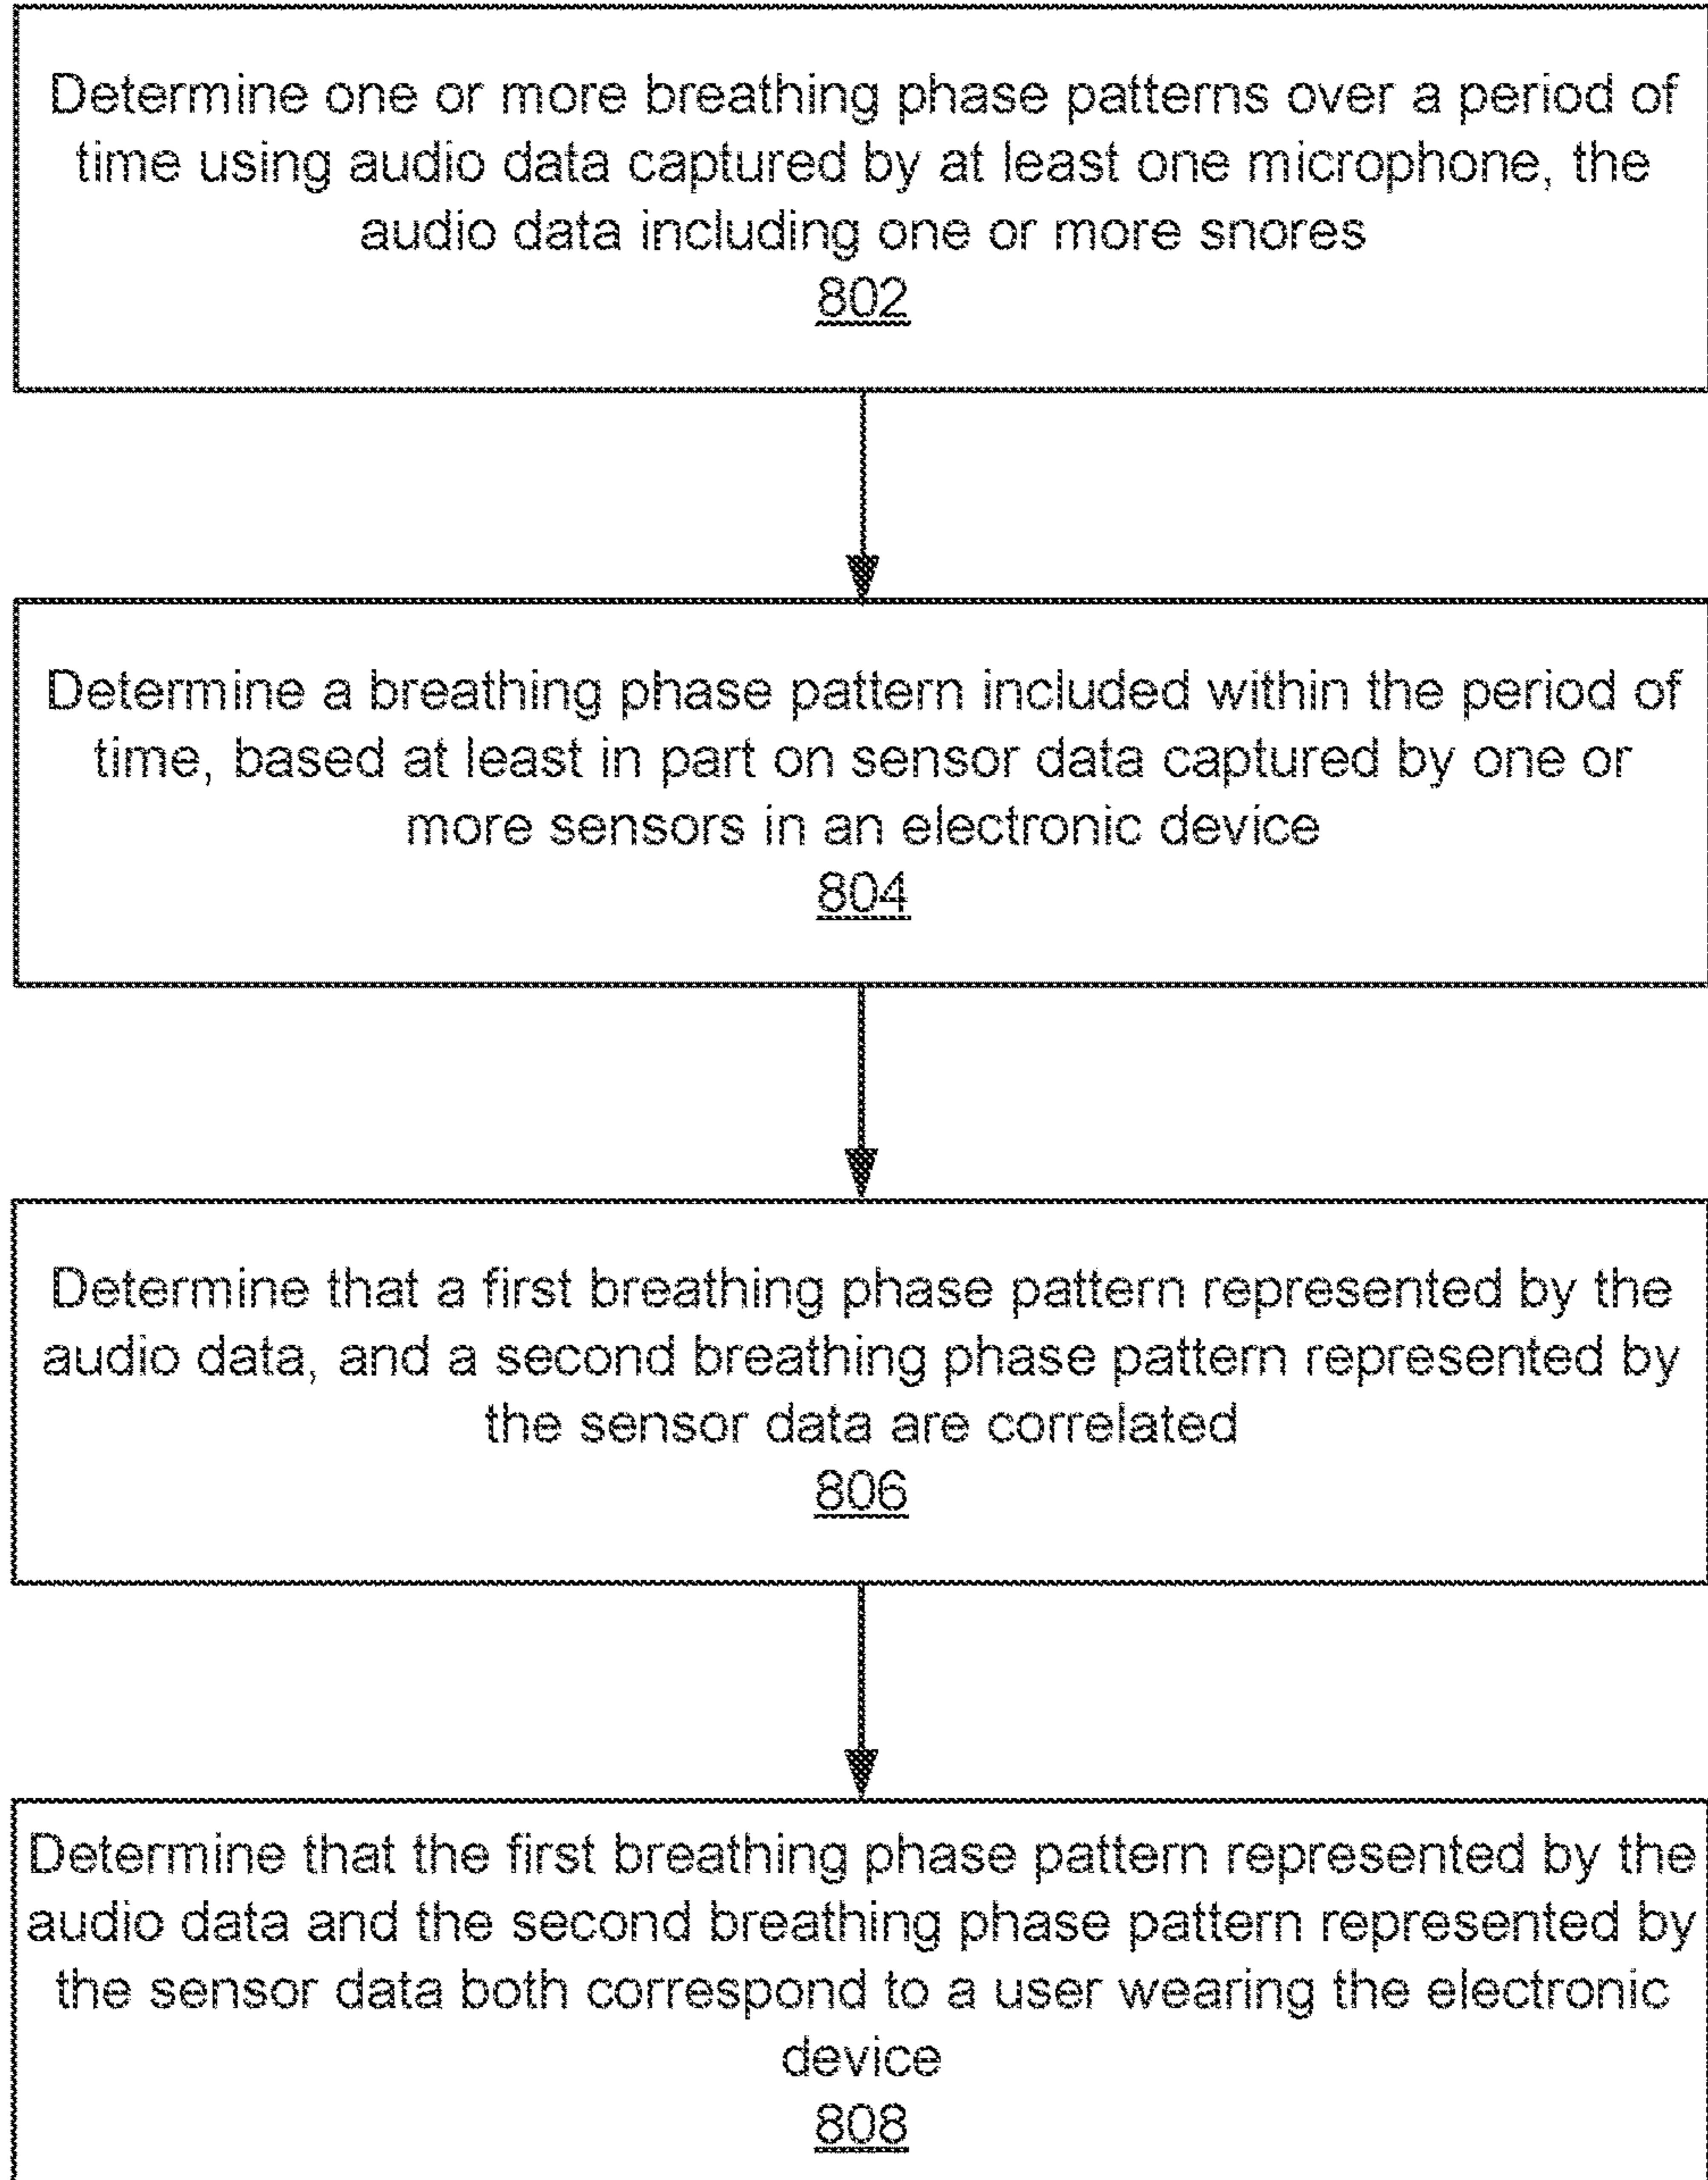 Determine one or more breathing phase patterns over a period of
time using audio data captured by at least one microphone, the
audio data including one or more snores
802
Determine a breathing phase pattern included within the period of
time, based at least in part on sensor data captured by one or
more sensors in an electronic device
804
Determine that a first breathing phase pattern represented by the
audio data, and a second breathing phase pattern represented by
the sensor data are correlated
806
Determine that the first breathing phase pattern represented by the
audio data and the second breathing phase pattern represented by
the sensor data both correspond to a user wearing the electronic
device
808